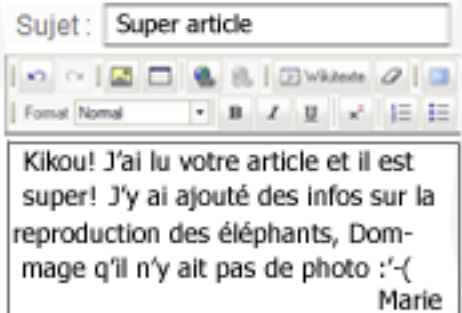 Sujet : Super article
Wikitexte
Format Normal B I U x²
Kikou! J'ai lu votre article et il est
super! J'y ai ajouté des infos sur la
reproduction des éléphants, Dom-
mage q'il n'y ait pas de photo :'-(
Marie